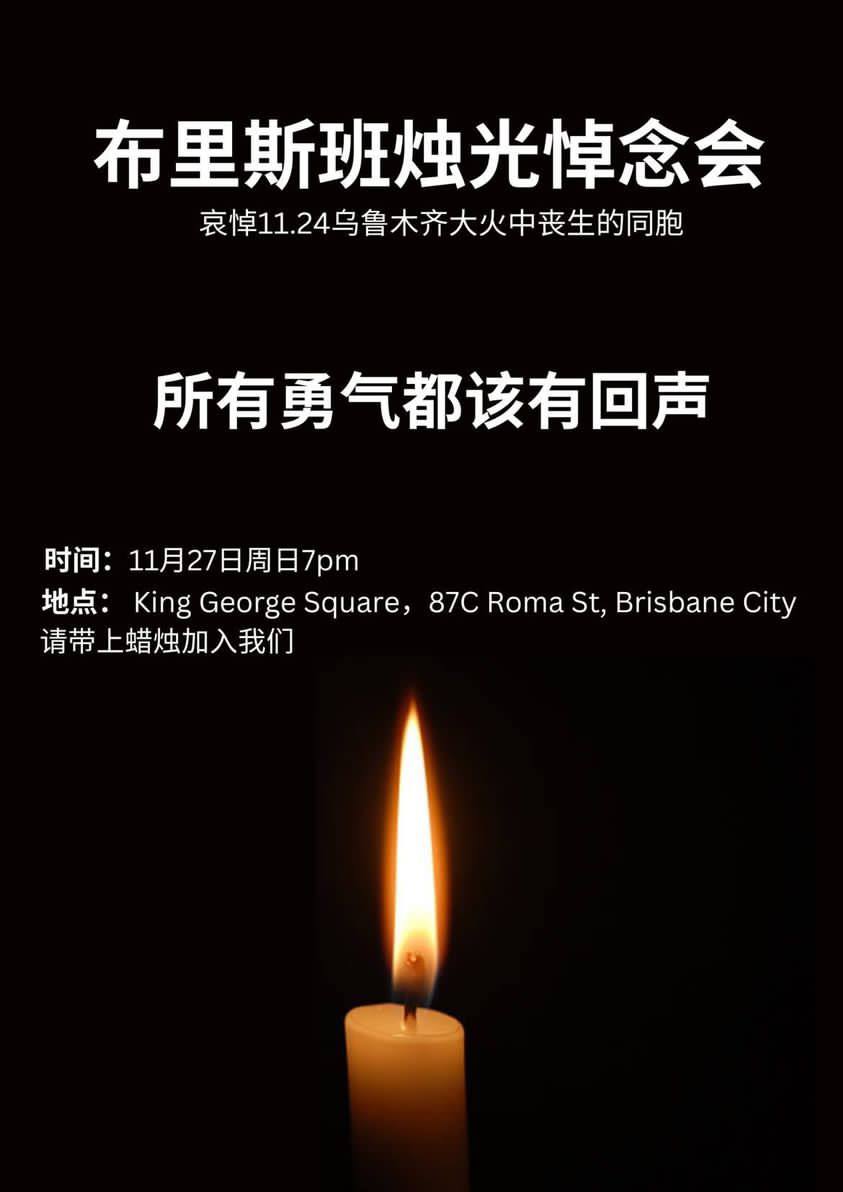 布里斯班烛光悼念会
哀悼11.24乌鲁木齐大火中丧生的同胞
所有勇气都该有回声
时间：11月27日周日7pm
地点： King George Square，87C Roma St, Brisbane City
请带上蜡烛加入我们